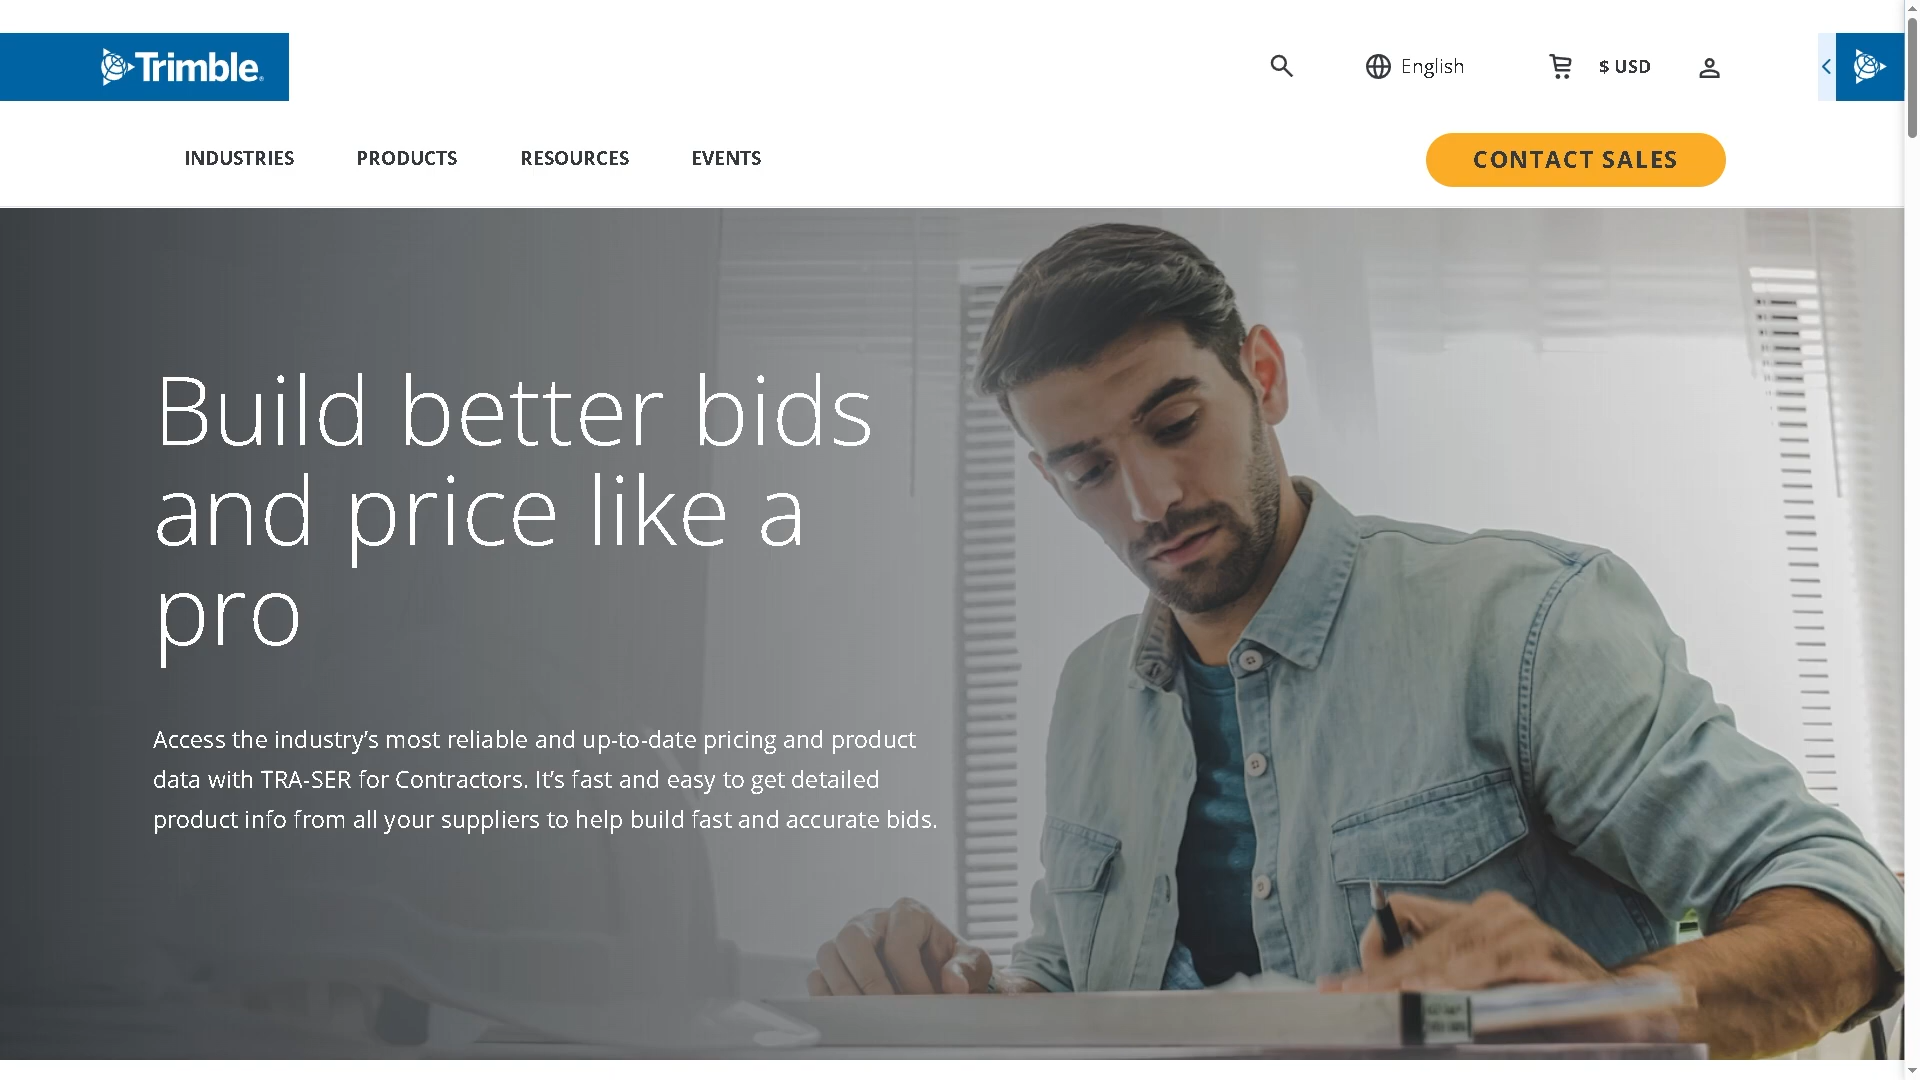 Trimble
English
$ USD
INDUSTRIES
PRODUCTS
RESOURCES
EVENTS
CONTACT SALES
Build better bids
and price like a
pro
Access the industry’s most reliable and up-to-date pricing and product
data with TRA-SER for Contractors. It’s fast and easy to get detailed
product info from all your suppliers to help build fast and accurate bids.